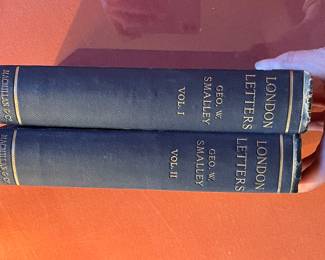 LONDON
LETTERS
GEO. W.
SMALLEY
VOL. I
MACMILLAN & Co.
LONDON
LETTERS
GEO. W.
SMALLEY
VOL. II
MACMILLAN & Co.